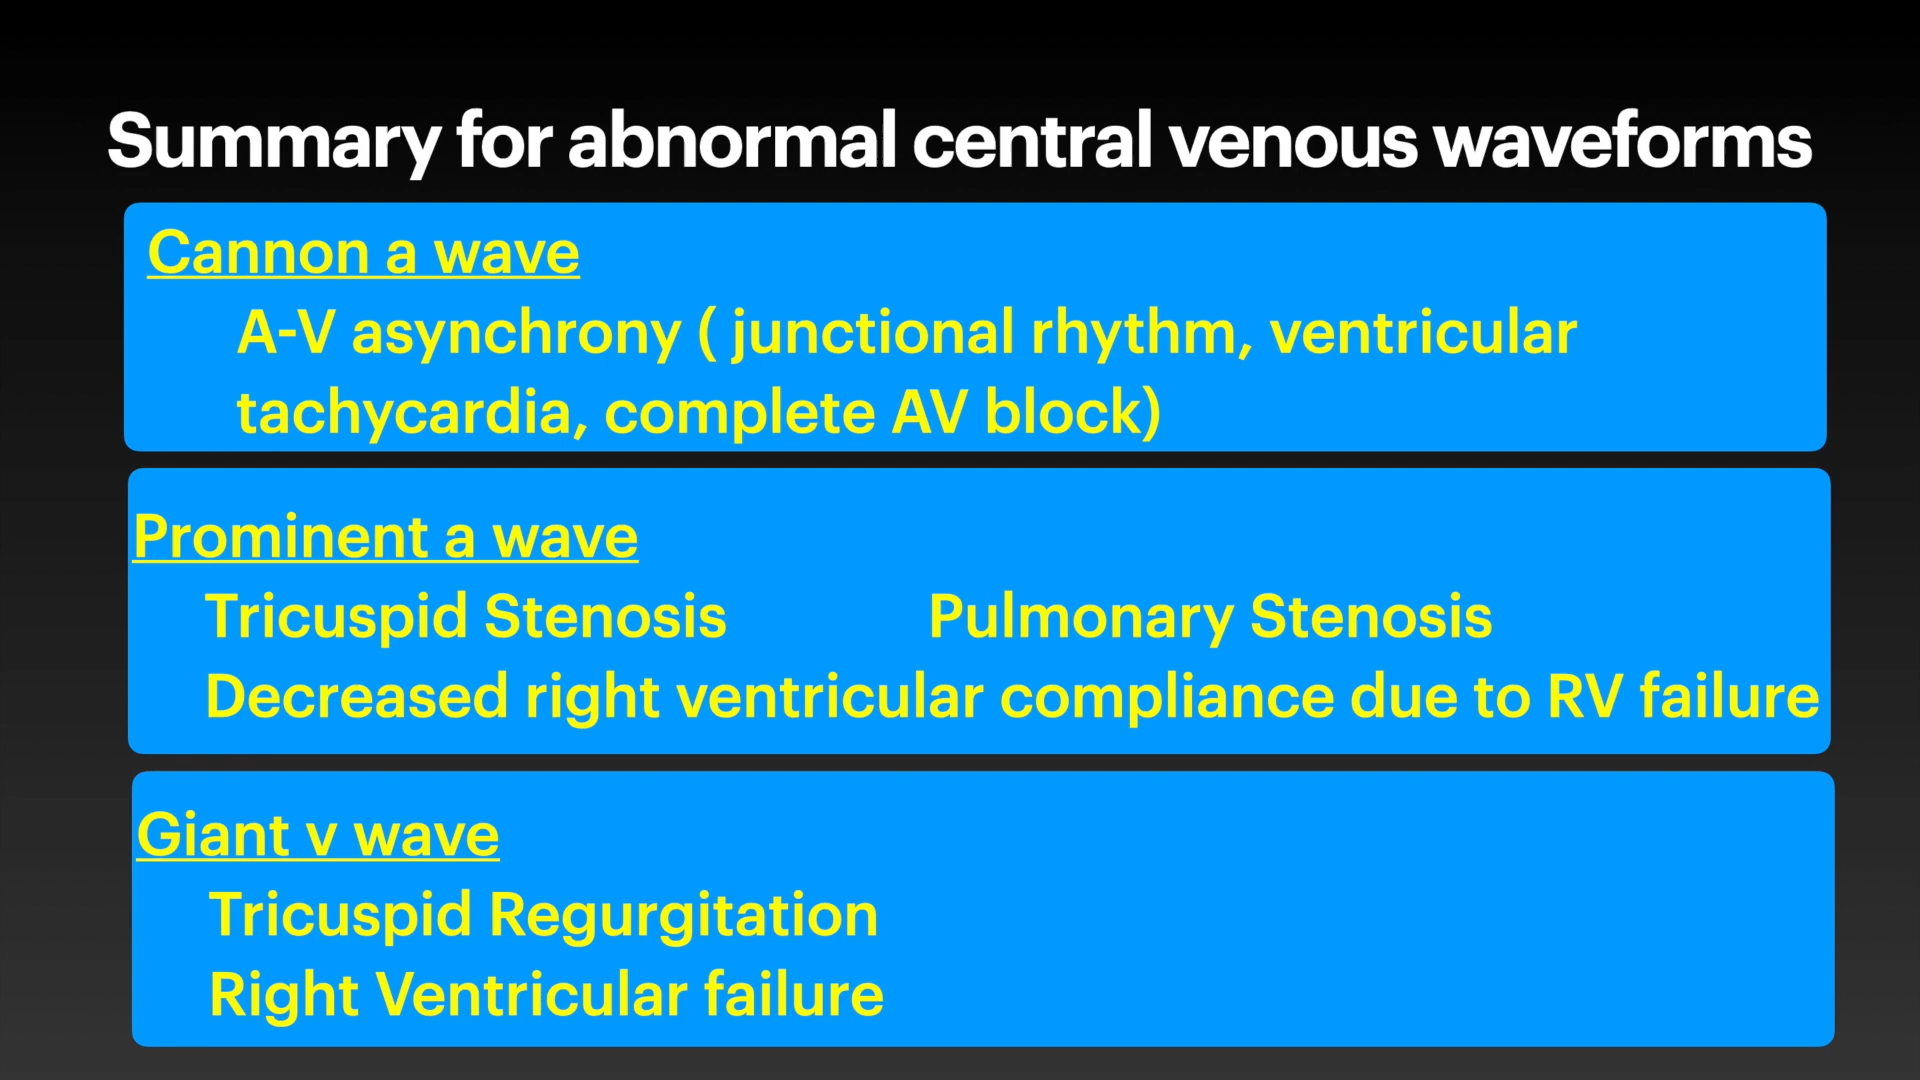 Summary for abnormal central venous waveforms
Cannon a wave
A-V asynchrony ( junctional rhythm, ventricular
tachycardia, complete AV block)
Prominent a wave
Tricuspid Stenosis Pulmonary Stenosis
Decreased right ventricular compliance due to RV failure
Giant v wave
Tricuspid Regurgitation
Right Ventricular failure